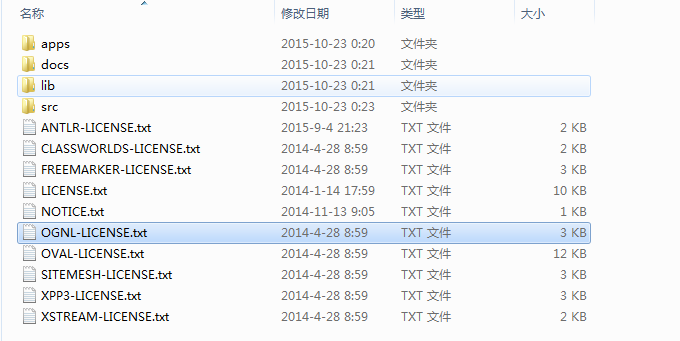 名称 修改日期 类型 大小
apps 2015-10-23 0:20 文件夹
docs 2015-10-23 0:21 文件夹
lib 2015-10-23 0:21 文件夹
src 2015-10-23 0:23 文件夹
ANTLR-LICENSE.txt 2015-9-4 21:23 TXT 文件 2 KB
CLASSWORLDS-LICENSE.txt 2014-4-28 8:59 TXT 文件 2 KB
FREEMARKER-LICENSE.txt 2014-4-28 8:59 TXT 文件 3 KB
LICENSE.txt 2014-1-14 17:59 TXT 文件 10 KB
NOTICE.txt 2014-11-13 9:05 TXT 文件 1 KB
OGNL-LICENSE.txt 2014-4-28 8:59 TXT 文件 3 KB
OVAL-LICENSE.txt 2014-4-28 8:59 TXT 文件 12 KB
SITEMESH-LICENSE.txt 2014-4-28 8:59 TXT 文件 3 KB
XPP3-LICENSE.txt 2014-4-28 8:59 TXT 文件 3 KB
XSTREAM-LICENSE.txt 2014-4-28 8:59 TXT 文件 2 KB